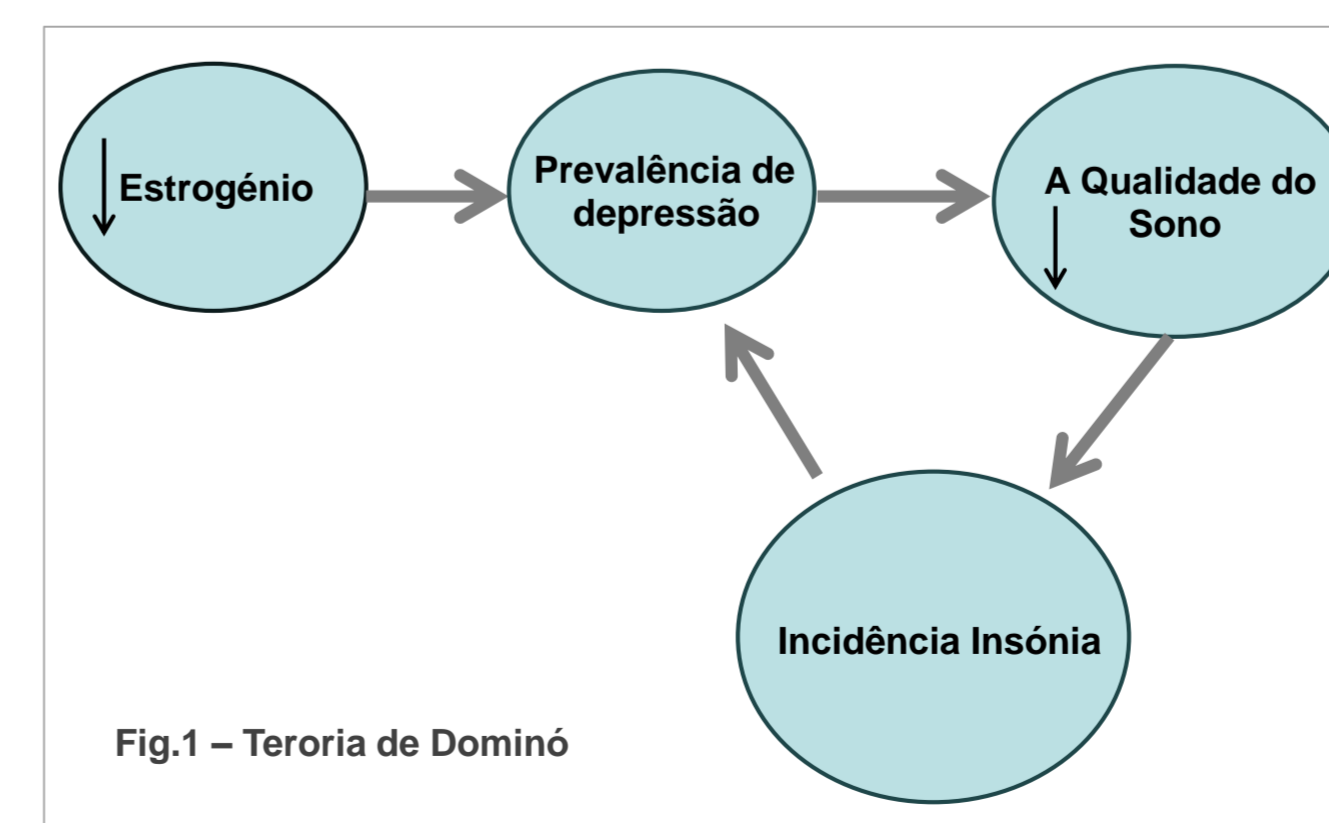 Estrogénio
Prevalência de
depressão
A Qualidade do
Sono
Incidência Insónia
Fig.1 – Teroria de Dominó